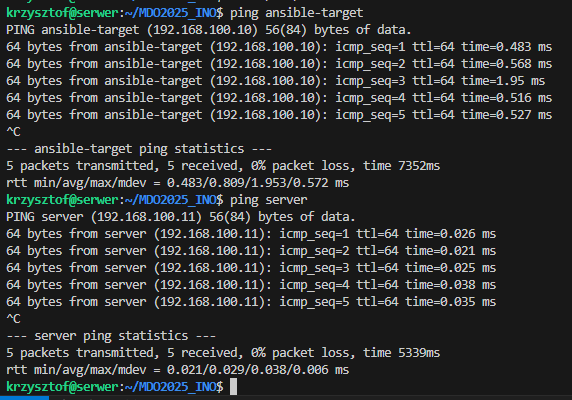 krzysztof@serwer:~/MDO2025_INO$ ping ansible-target
PING ansible-target (192.168.100.10) 56(84) bytes of data.
64 bytes from ansible-target (192.168.100.10): icmp_seq=1 ttl=64 time=0.483 ms
64 bytes from ansible-target (192.168.100.10): icmp_seq=2 ttl=64 time=0.568 ms
64 bytes from ansible-target (192.168.100.10): icmp_seq=3 ttl=64 time=1.95 ms
64 bytes from ansible-target (192.168.100.10): icmp_seq=4 ttl=64 time=0.516 ms
64 bytes from ansible-target (192.168.100.10): icmp_seq=5 ttl=64 time=0.527 ms
^C
--- ansible-target ping statistics ---
5 packets transmitted, 5 received, 0% packet loss, time 7352ms
rtt min/avg/max/mdev = 0.483/0.809/1.953/0.572 ms
krzysztof@serwer:~/MDO2025_INO$ ping server
PING server (192.168.100.11) 56(84) bytes of data.
64 bytes from server (192.168.100.11): icmp_seq=1 ttl=64 time=0.026 ms
64 bytes from server (192.168.100.11): icmp_seq=2 ttl=64 time=0.021 ms
64 bytes from server (192.168.100.11): icmp_seq=3 ttl=64 time=0.025 ms
64 bytes from server (192.168.100.11): icmp_seq=4 ttl=64 time=0.038 ms
64 bytes from server (192.168.100.11): icmp_seq=5 ttl=64 time=0.035 ms
^C
--- server ping statistics ---
5 packets transmitted, 5 received, 0% packet loss, time 5339ms
rtt min/avg/max/mdev = 0.021/0.029/0.038/0.006 ms
krzysztof@serwer:~/MDO2025_INO$